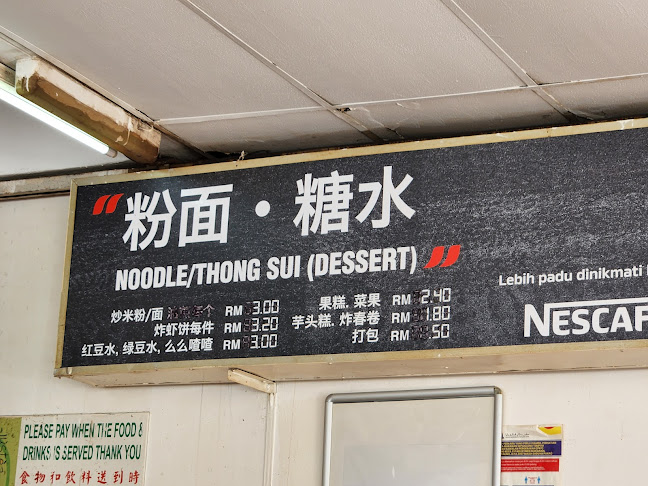 粉面·糖水
NOODLE/THONG SUI (DESSERT)
炒米粉/面 RM 3.00
炸虾饼每件 RM 3.20
红豆水, 绿豆水, 么么喳喳 RM 3.00
果糕. 菜果 RM 2.40
芋头糕. 炸春卷 RM 1.80
打包 RM .50
Lebih padu dinikmati
NESCAF
PLEASE PAY WHEN THE FOOD &
DRINKS IS SERVED THANK YOU
食物和飲料送到時